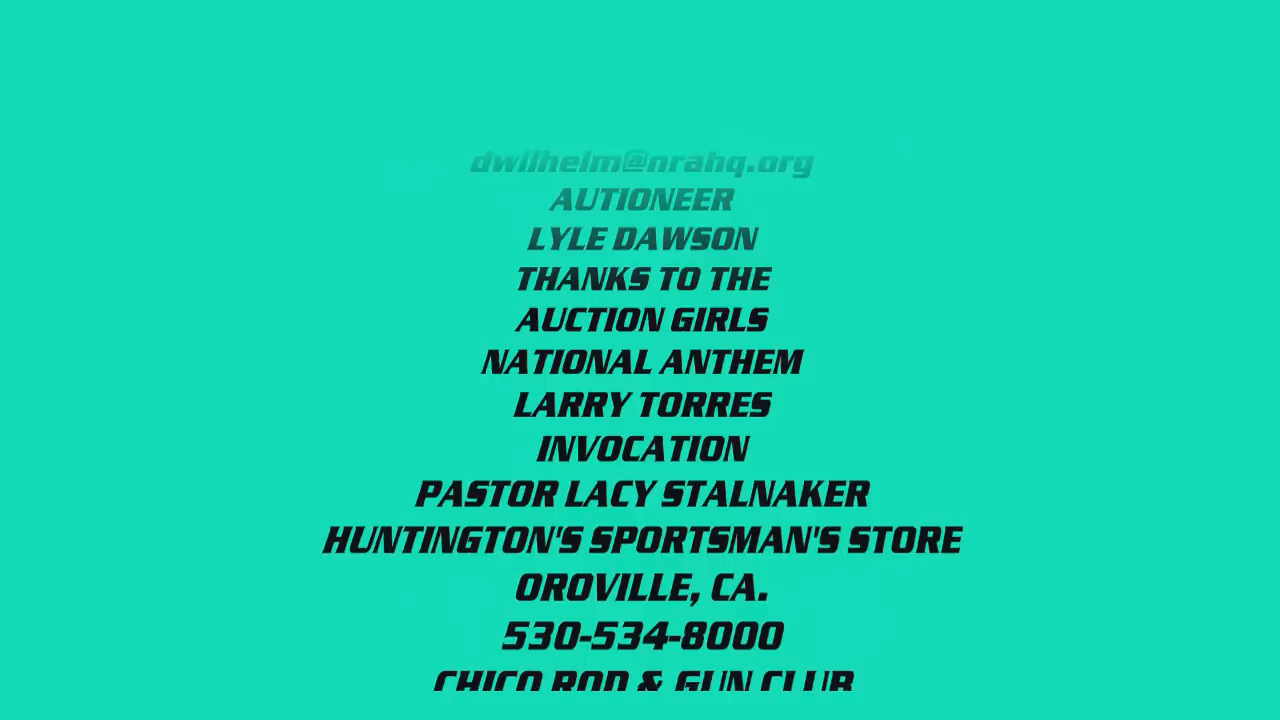 dwilhelm@nrahq.org
AUTIONEER
LYLE DAWSON
THANKS TO THE
AUCTION GIRLS
NATIONAL ANTHEM
LARRY TORRES
INVOCATION
PASTOR LACY STALNAKER
HUNTINGTON'S SPORTSMAN'S STORE
OROVILLE, CA.
530-534-8000
CHICO ROD & GUN CLUB